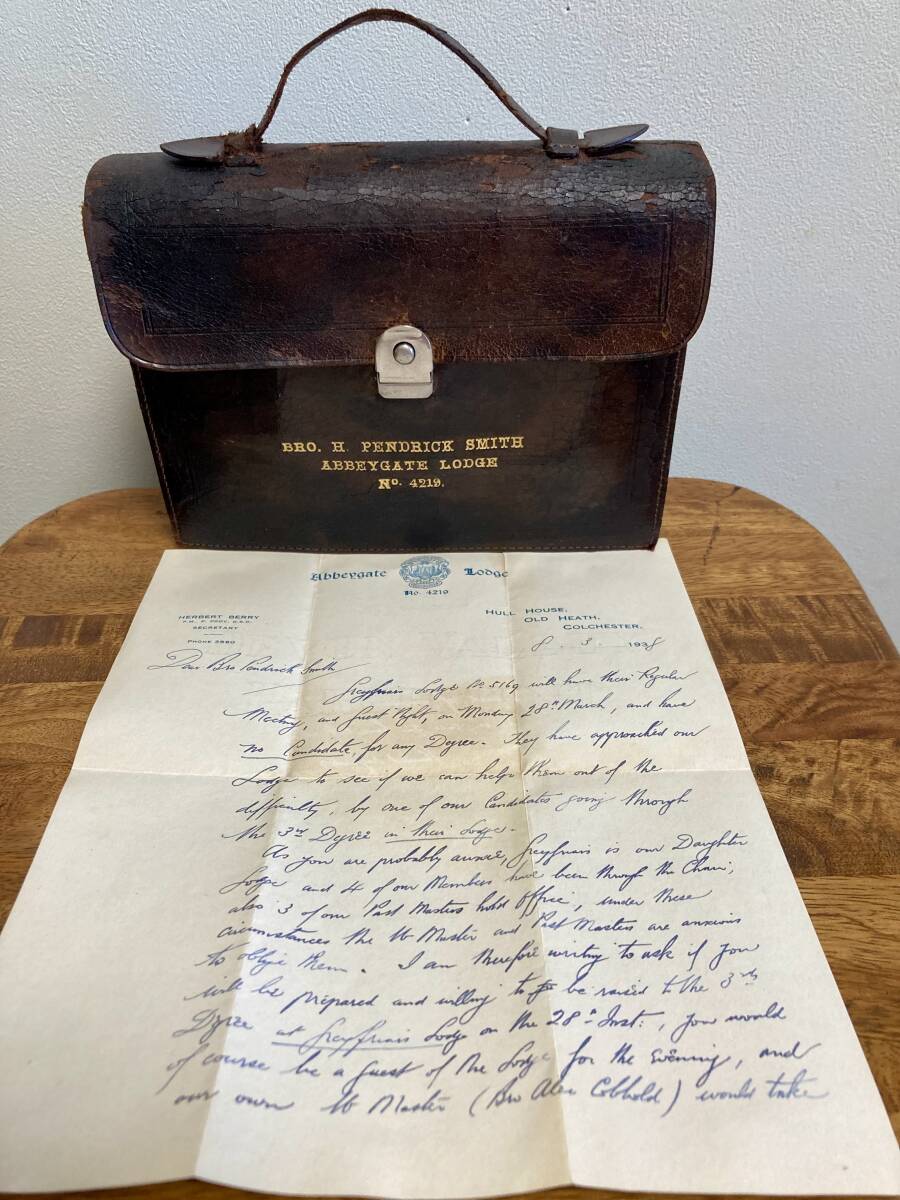 BRO. H. PENDRICK SMITH
ABBEYGATE LODGE
No. 4219.
Abbeygate Lodge
No. 4219
HERBERT BERRY
SECRETARY
PHONE
HULL HOUSE,
OLD HEATH,
COLCHESTER.
8. 3. 1938
Dear Bro Pendrick Smith
Greyfriars Lodge No 5169 will have their Regular
Meeting, and Guest Night, on Monday 28th March, and have
no Candidate, for any Degree. They have approached our
Lodge to see if we can help them out of the
difficulty, by one of our Candidates going through
the 3rd Degree in their Lodge.
As you are probably aware, Greyfriars is our Daughter
Lodge and 4 of our Members have been through the Chair,
also 3 of our Past Masters hold office, under these
circumstances the W Master and Past Masters are anxious
to oblige them. I am therefore writing to ask if you
will be prepared and willing to be raised to the 3rd
Degree at Greyfriars Lodge on the 28th Inst:, you would
of course be a guest of the Lodge for the Evening, and
our own W Master (Bro Alec Cobbold) would take